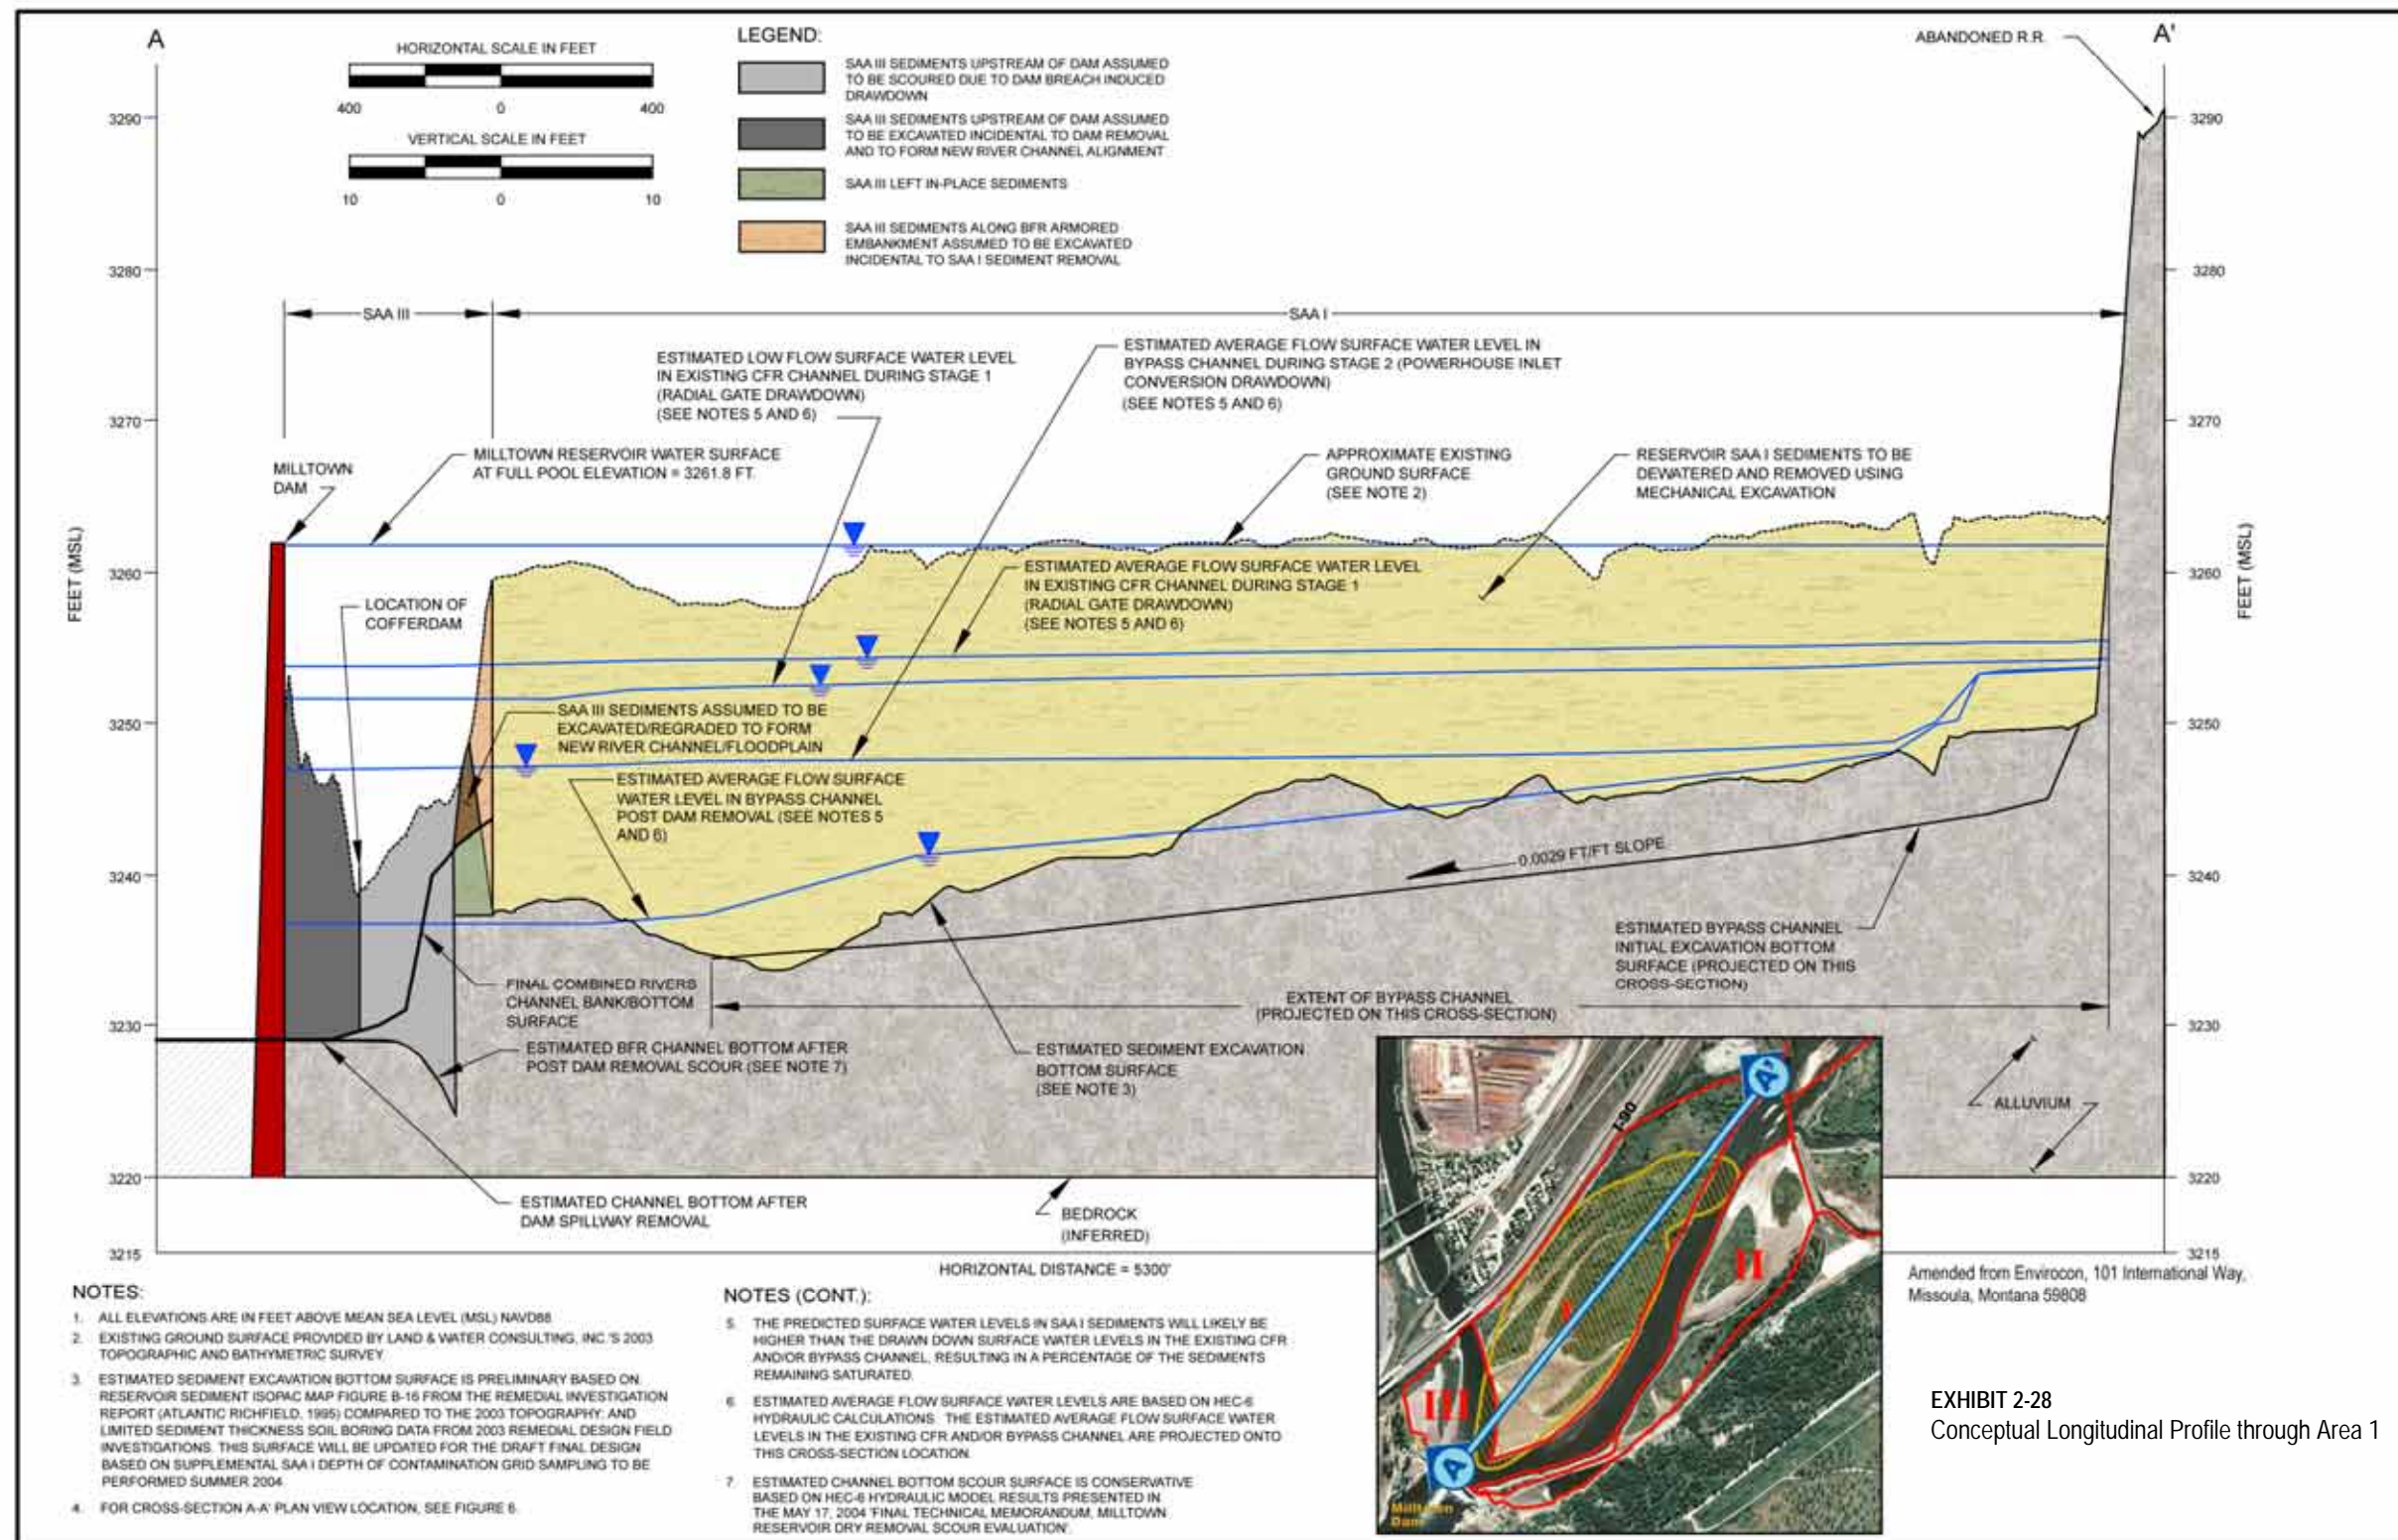 A
HORIZONTAL SCALE IN FEET
400 0 400
VERTICAL SCALE IN FEET
10 0 10
LEGEND:
SAA III SEDIMENTS UPSTREAM OF DAM ASSUMED
TO BE SCOURED DUE TO DAM BREACH INDUCED
DRAWDOWN
SAA III SEDIMENTS UPSTREAM OF DAM ASSUMED
TO BE EXCAVATED INCIDENTAL TO DAM REMOVAL
AND TO FORM NEW RIVER CHANNEL ALIGNMENT
SAA III LEFT IN-PLACE SEDIMENTS
SAA III SEDIMENTS ALONG BFR ARMORED
EMBANKMENT ASSUMED TO BE EXCAVATED
INCIDENTAL TO SAA I SEDIMENT REMOVAL
ABANDONED R.R.
A'
3290
3280
3270
3260
3250
3240
3230
3220
3215
FEET (MSL)
SAA III
SAA I
ESTIMATED LOW FLOW SURFACE WATER LEVEL
IN EXISTING CFR CHANNEL DURING STAGE 1
(RADIAL GATE DRAWDOWN)
(SEE NOTES 5 AND 6)
ESTIMATED AVERAGE FLOW SURFACE WATER LEVEL IN
BYPASS CHANNEL DURING STAGE 2 (POWERHOUSE INLET
CONVERSION DRAWDOWN)
(SEE NOTES 5 AND 6)
MILLTOWN
DAM
MILLTOWN RESERVOIR WATER SURFACE
AT FULL POOL ELEVATION = 3261.8 FT.
APPROXIMATE EXISTING
GROUND SURFACE
(SEE NOTE 2)
RESERVOIR SAA I SEDIMENTS TO BE
DEWATERED AND REMOVED USING
MECHANICAL EXCAVATION
LOCATION OF
COFFERDAM
ESTIMATED AVERAGE FLOW SURFACE WATER LEVEL
IN EXISTING CFR CHANNEL DURING STAGE 1
(RADIAL GATE DRAWDOWN)
(SEE NOTES 5 AND 6)
SAA III SEDIMENTS ASSUMED TO BE
EXCAVATED/REGRADED TO FORM
NEW RIVER CHANNEL/FLOODPLAIN
ESTIMATED AVERAGE FLOW SURFACE
WATER LEVEL IN BYPASS CHANNEL
POST DAM REMOVAL (SEE NOTES 5
AND 6)
0.0029 FT/FT SLOPE
ESTIMATED BYPASS CHANNEL
INITIAL EXCAVATION BOTTOM
SURFACE (PROJECTED ON THIS
CROSS-SECTION)
FINAL COMBINED RIVERS
CHANNEL BANK/BOTTOM
SURFACE
EXTENT OF BYPASS CHANNEL
(PROJECTED ON THIS CROSS-SECTION)
ESTIMATED BFR CHANNEL BOTTOM AFTER
POST DAM REMOVAL SCOUR (SEE NOTE 7)
ESTIMATED SEDIMENT EXCAVATION
BOTTOM SURFACE
(SEE NOTE 3)
ALLUVIUM
ESTIMATED CHANNEL BOTTOM AFTER
DAM SPILLWAY REMOVAL
BEDROCK
(INFERRED)
3290
3280
3270
3260
3250
3240
3230
3220
3215
FEET (MSL)
HORIZONTAL DISTANCE = 5300'
I-90
A'
I
II
III
A
Milltown
Dam
NOTES:
1. ALL ELEVATIONS ARE IN FEET ABOVE MEAN SEA LEVEL (MSL) NAVD88
2. EXISTING GROUND SURFACE PROVIDED BY LAND & WATER CONSULTING, INC.'S 2003
TOPOGRAPHIC AND BATHYMETRIC SURVEY
3. ESTIMATED SEDIMENT EXCAVATION BOTTOM SURFACE IS PRELIMINARY BASED ON
RESERVOIR SEDIMENT ISOPAC MAP FIGURE B-16 FROM THE REMEDIAL INVESTIGATION
REPORT (ATLANTIC RICHFIELD, 1995) COMPARED TO THE 2003 TOPOGRAPHY; AND
LIMITED SEDIMENT THICKNESS SOIL BORING DATA FROM 2003 REMEDIAL DESIGN FIELD
INVESTIGATIONS. THIS SURFACE WILL BE UPDATED FOR THE DRAFT FINAL DESIGN
BASED ON SUPPLEMENTAL SAA I DEPTH OF CONTAMINATION GRID SAMPLING TO BE
PERFORMED SUMMER 2004
4. FOR CROSS-SECTION A-A' PLAN VIEW LOCATION, SEE FIGURE 6.
NOTES (CONT.):
5. THE PREDICTED SURFACE WATER LEVELS IN SAA I SEDIMENTS WILL LIKELY BE
HIGHER THAN THE DRAWN DOWN SURFACE WATER LEVELS IN THE EXISTING CFR
AND/OR BYPASS CHANNEL, RESULTING IN A PERCENTAGE OF THE SEDIMENTS
REMAINING SATURATED.
6. ESTIMATED AVERAGE FLOW SURFACE WATER LEVELS ARE BASED ON HEC-6
HYDRAULIC CALCULATIONS. THE ESTIMATED AVERAGE FLOW SURFACE WATER
LEVELS IN THE EXISTING CFR AND/OR BYPASS CHANNEL ARE PROJECTED ONTO
THIS CROSS-SECTION LOCATION.
7. ESTIMATED CHANNEL BOTTOM SCOUR SURFACE IS CONSERVATIVE
BASED ON HEC-6 HYDRAULIC MODEL RESULTS PRESENTED IN
THE MAY 17, 2004 'FINAL TECHNICAL MEMORANDUM, MILLTOWN
RESERVOIR DRY REMOVAL SCOUR EVALUATION'.
Amended from Envirocon, 101 International Way,
Missoula, Montana 59808
EXHIBIT 2-28
Conceptual Longitudinal Profile through Area 1